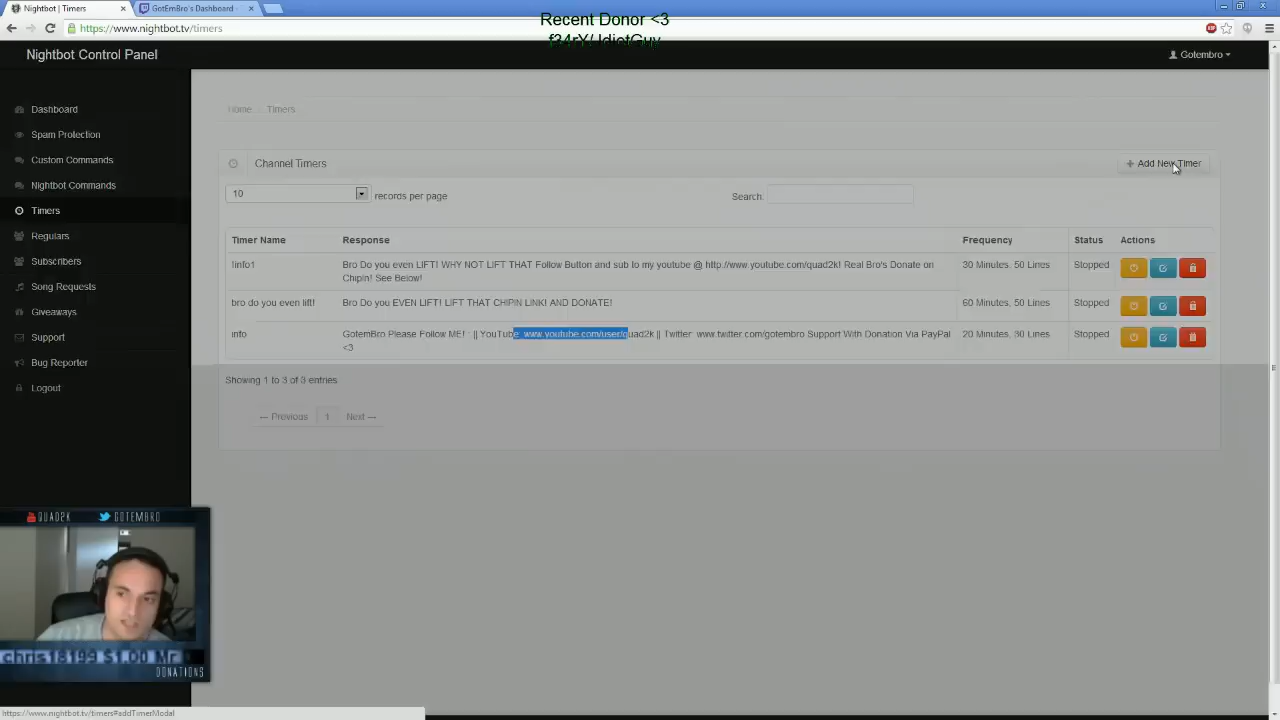 Nightbot | Timers
GotEmBro's Dashboard -
https://www.nightbot.tv/timers
Recent Donor <3
f34rY/IdiotGuy
Nightbot Control Panel
Gotembro
Dashboard
Spam Protection
Custom Commands
Nightbot Commands
Timers
Regulars
Subscribers
Song Requests
Giveaways
Support
Bug Reporter
Logout
Home
Timers
Channel Timers
+ Add New Timer
10
records per page
Search:
Timer Name Response Frequency Status Actions
!info1 Bro Do you even LIFT! WHY NOT LIFT THAT Follow Button and sub to my youtube @ http://www.youtube.com/quad2k! Real Bro's Donate on 30 Minutes, 50 Lines Stopped
Chipin! See Below!
bro do you even lift! Bro Do you EVEN LIFT! LIFT THAT CHIPIN LINK! AND DONATE! 60 Minutes, 50 Lines Stopped
info GotemBro Please Follow ME! : || YouTube: www.youtube.com/user/quad2k || Twitter: www.twitter.com/gotembro Support With Donation Via PayPal 20 Minutes, 30 Lines Stopped
<3
Showing 1 to 3 of 3 entries
← Previous 1 Next →
QUAD2K GOTEMBRO
chris18199 $1.00 Mr
DONATIONS
https://www.nightbot.tv/timers#addTimerModal